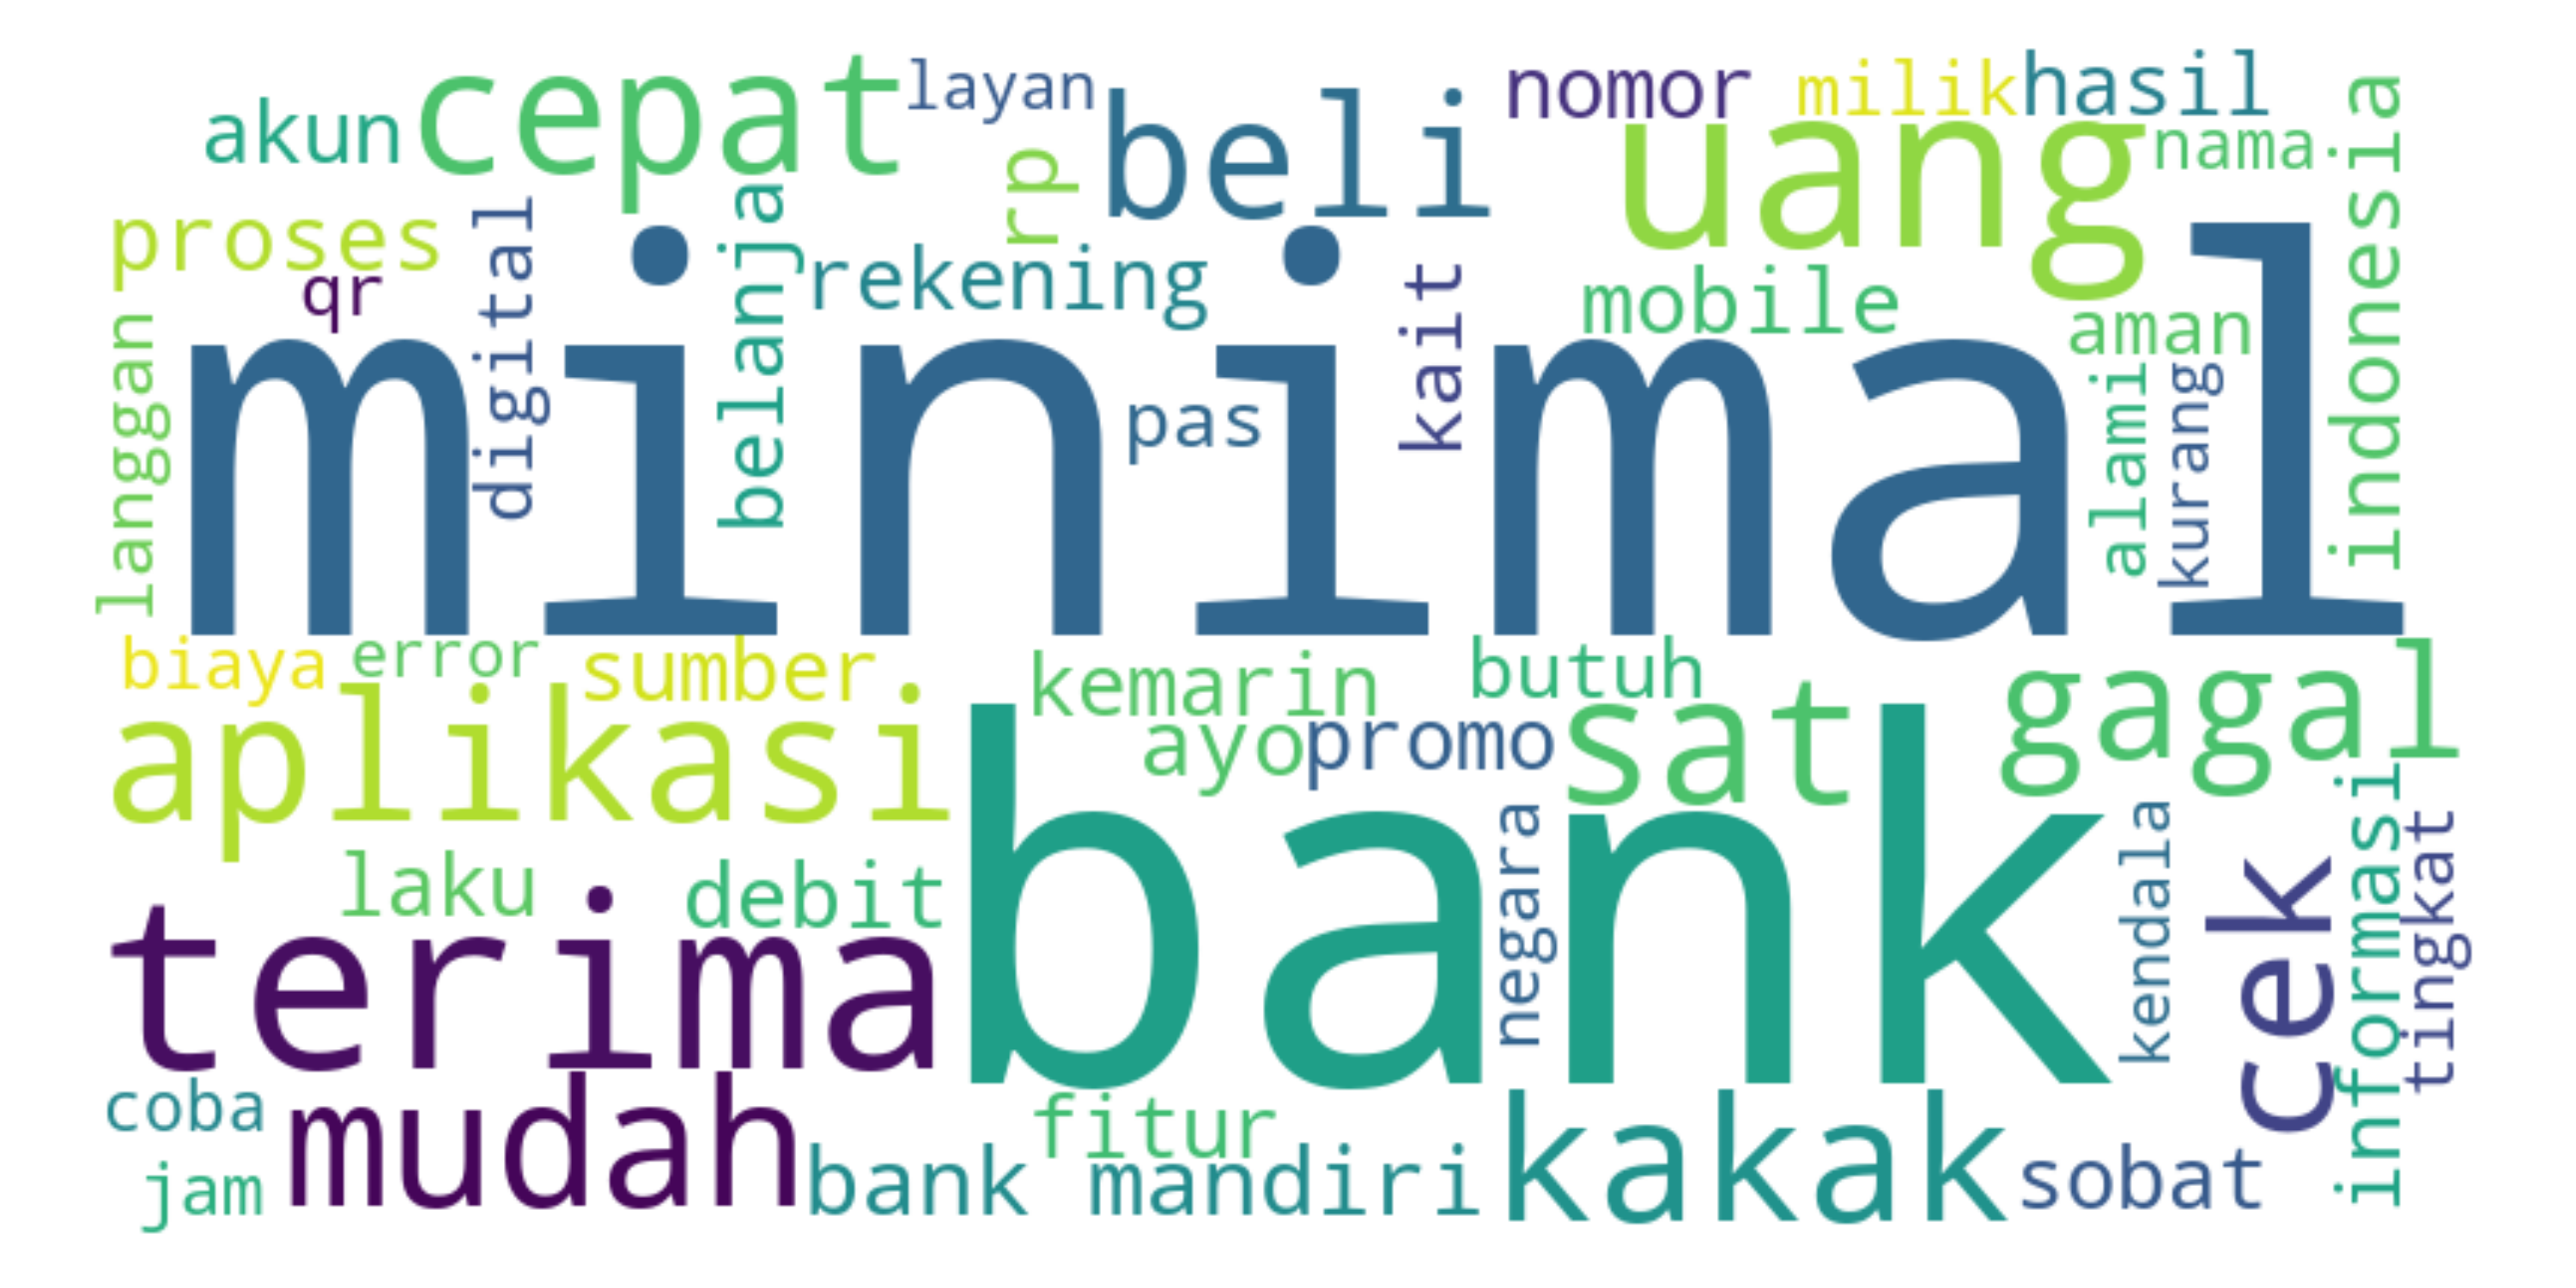 cepat
layan
beli
nomor
milik
hasil
akun
rp
uang
nama
indonesia
proses
digital
belanja
rekening
kait
mobile
aman
qr
langgan
minimal
pas
alami
kurang
biaya
error
sumber
kemarin
butuh
gagal
aplikasi
ayo
promo
sat
laku
debit
bank
negara
kendala
cek
informasi
tingkat
terima
coba
mudah
fitur
kakak
jam
bank mandiri
sobat